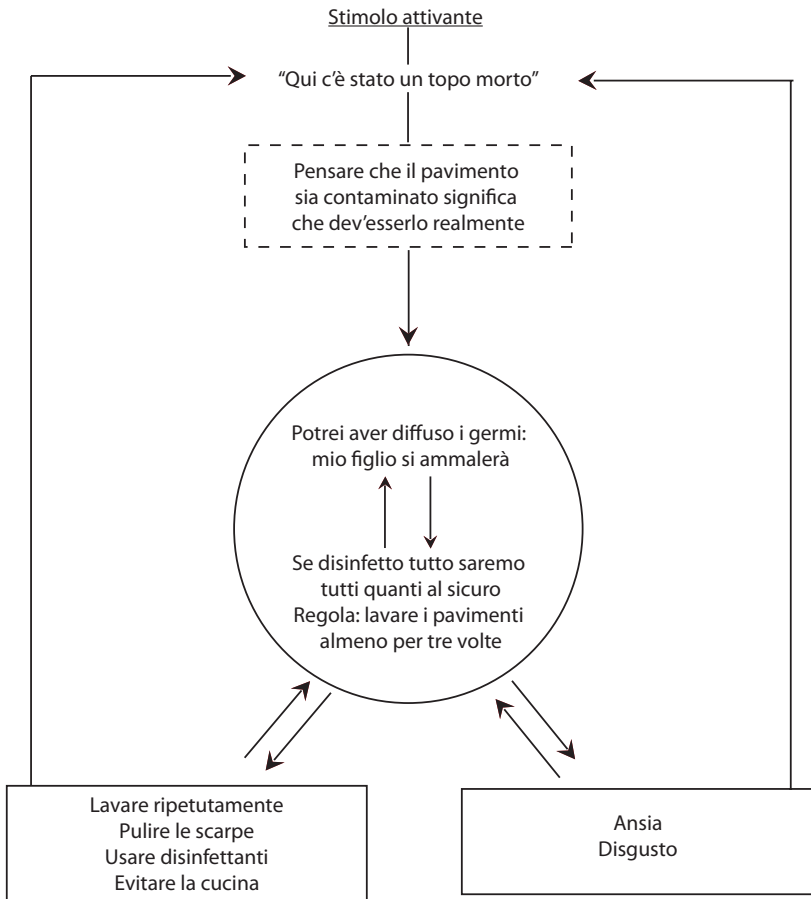 Stimolo attivante
“Qui c’è stato un topo morto”
Pensare che il pavimento
sia contaminato significa
che dev’esserlo realmente
Potrei aver diffuso i germi:
mio figlio si ammalerà
Se disinfetto tutto saremo
tutti quanti al sicuro
Regola: lavare i pavimenti
almeno per tre volte
Lavare ripetutamente
Pulire le scarpe
Usare disinfettanti
Evitare la cucina
Ansia
Disgusto